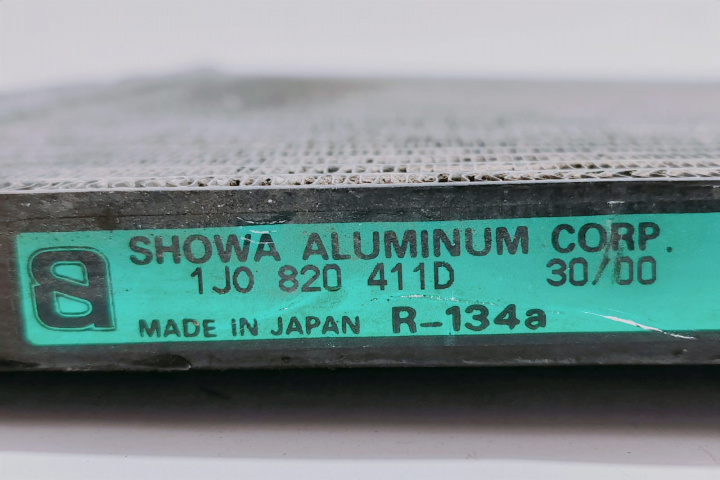 SHOWA ALUMINUM CORP.
1J0 820 411D 30/00
MADE IN JAPAN R-134a